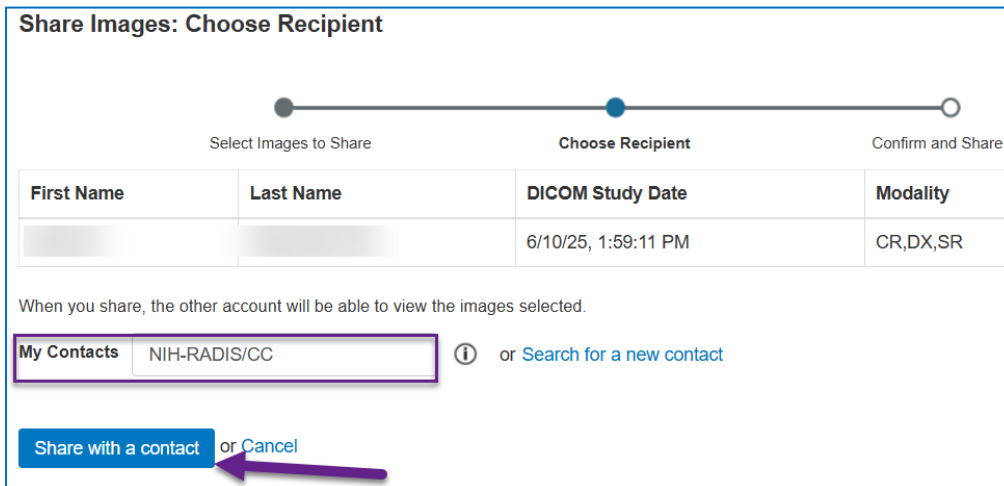 Share Images: Choose Recipient
Select Images to Share Choose Recipient Confirm and Share
First Name Last Name DICOM Study Date Modality
6/10/25, 1:59:11 PM CR,DX,SR
When you share, the other account will be able to view the images selected.
My Contacts NIH-RADIS/CC or Search for a new contact
Share with a contact or Cancel